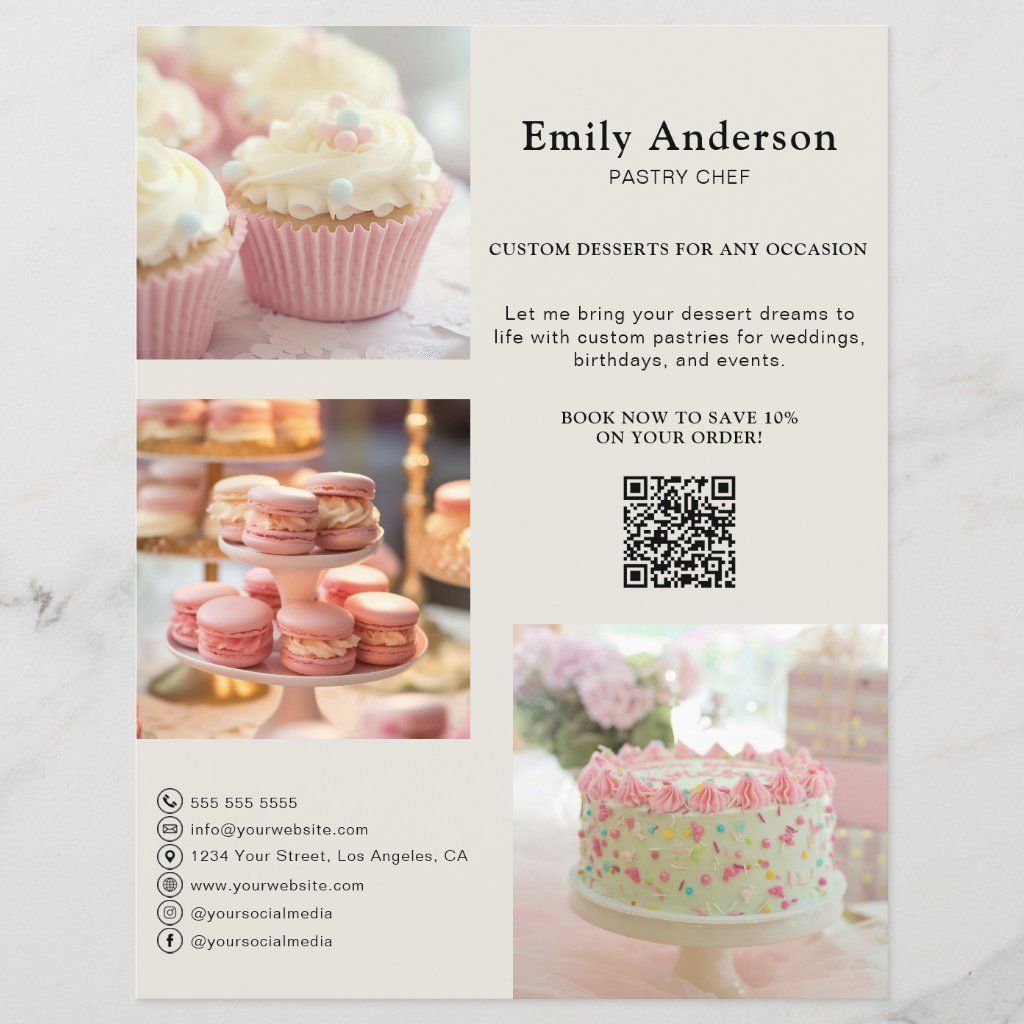 Emily Anderson
PASTRY CHEF
CUSTOM DESSERTS FOR ANY OCCASION
Let me bring your dessert dreams to
life with custom pastries for weddings,
birthdays, and events.
BOOK NOW TO SAVE 10%
ON YOUR ORDER!
555 555 5555
info@yourwebsite.com
1234 Your Street, Los Angeles, CA
www.yourwebsite.com
@yoursocialmedia
@yoursocialmedia